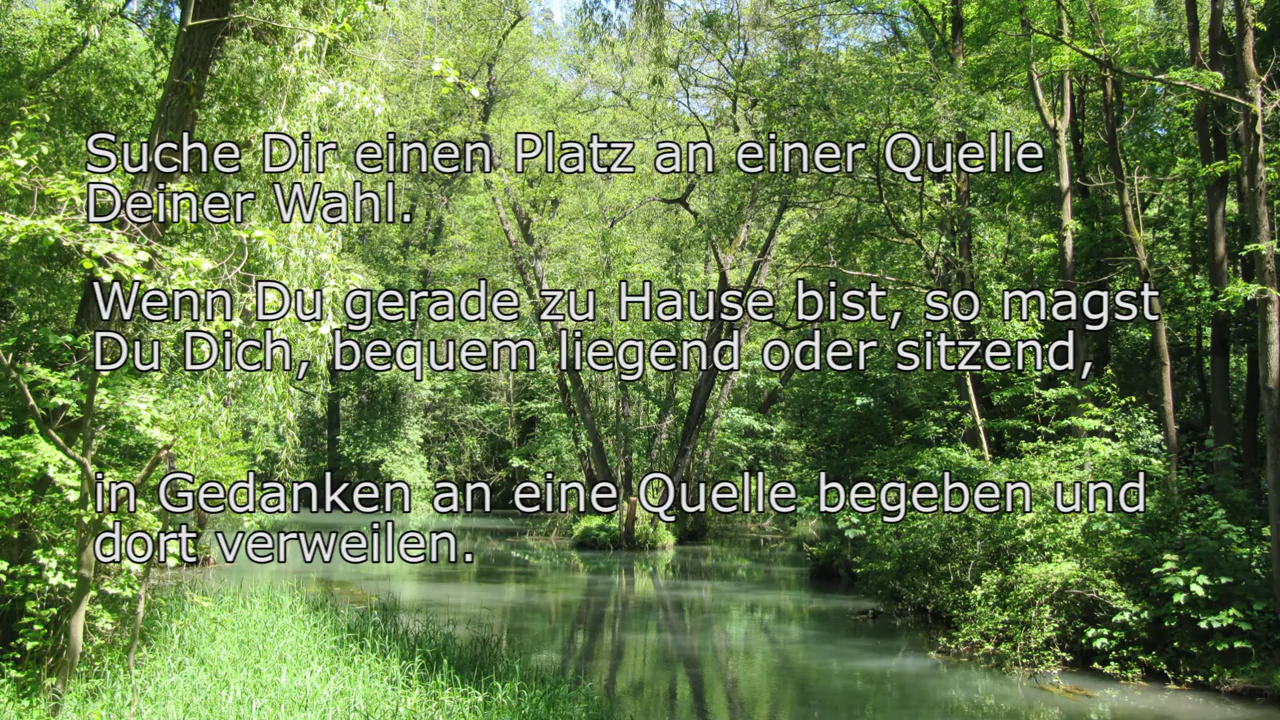 Suche Dir einen Platz an einer Quelle
Deiner Wahl.
Wenn Du gerade zu Hause bist, so magst
Du Dich, bequem liegend oder sitzend,
in Gedanken an eine Quelle begeben und
dort verweilen.